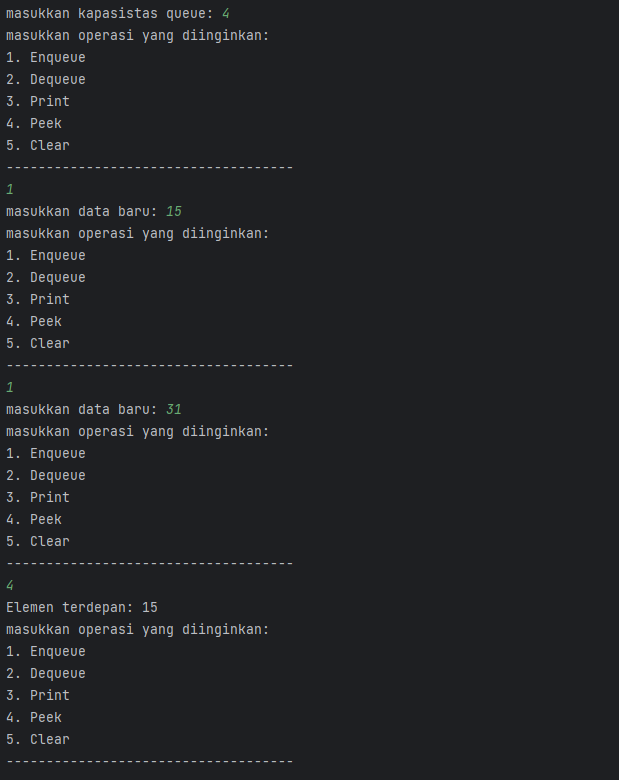 masukkan kapasistas queue: 4
masukkan operasi yang diinginkan:
1. Enqueue
2. Dequeue
3. Print
4. Peek
5. Clear
------------------------------------
1
masukkan data baru: 15
masukkan operasi yang diinginkan:
1. Enqueue
2. Dequeue
3. Print
4. Peek
5. Clear
------------------------------------
1
masukkan data baru: 31
masukkan operasi yang diinginkan:
1. Enqueue
2. Dequeue
3. Print
4. Peek
5. Clear
------------------------------------
4
Elemen terdepan: 15
masukkan operasi yang diinginkan:
1. Enqueue
2. Dequeue
3. Print
4. Peek
5. Clear
------------------------------------